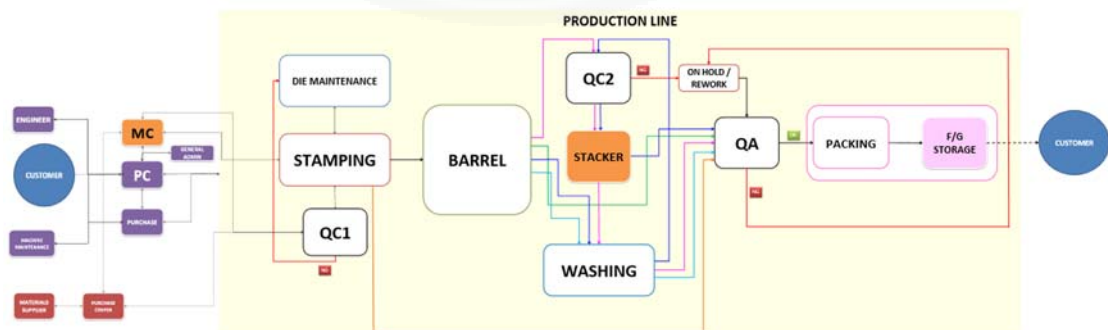 PRODUCTION LINE
ENGINEER
CUSTOMER
MC
GENERAL
ADMIN
PC
PURCHASE
MACHINE
MAINTENANCE
MATERIALS
SUPPLIER
PURCHASE
DIE MAINTENANCE
STAMPING
QC1
NG
BARREL
QC2
NG
ON HOLD /
REWORK
STACKER
WASHING
QA
OK
NG
PACKING
F/G
STORAGE
CUSTOMER